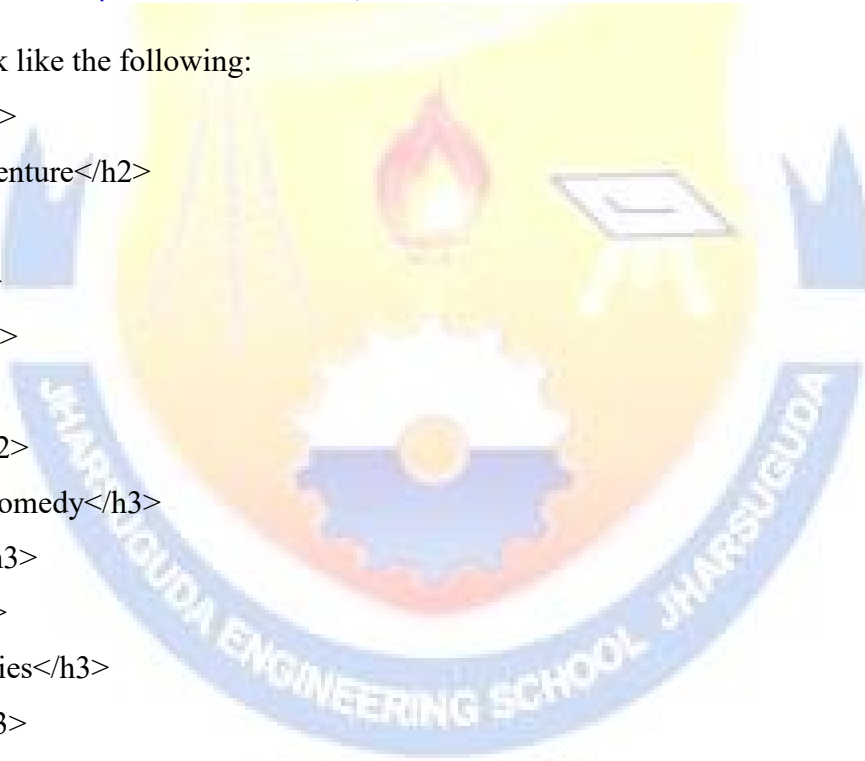 k like the following:
>
enture</h2>
>
2>
omedy</h3>
h3>
>
ies</h3>
3>
JHARSUGUDA ENGINEERING SCHOOL JHARSUGUDA